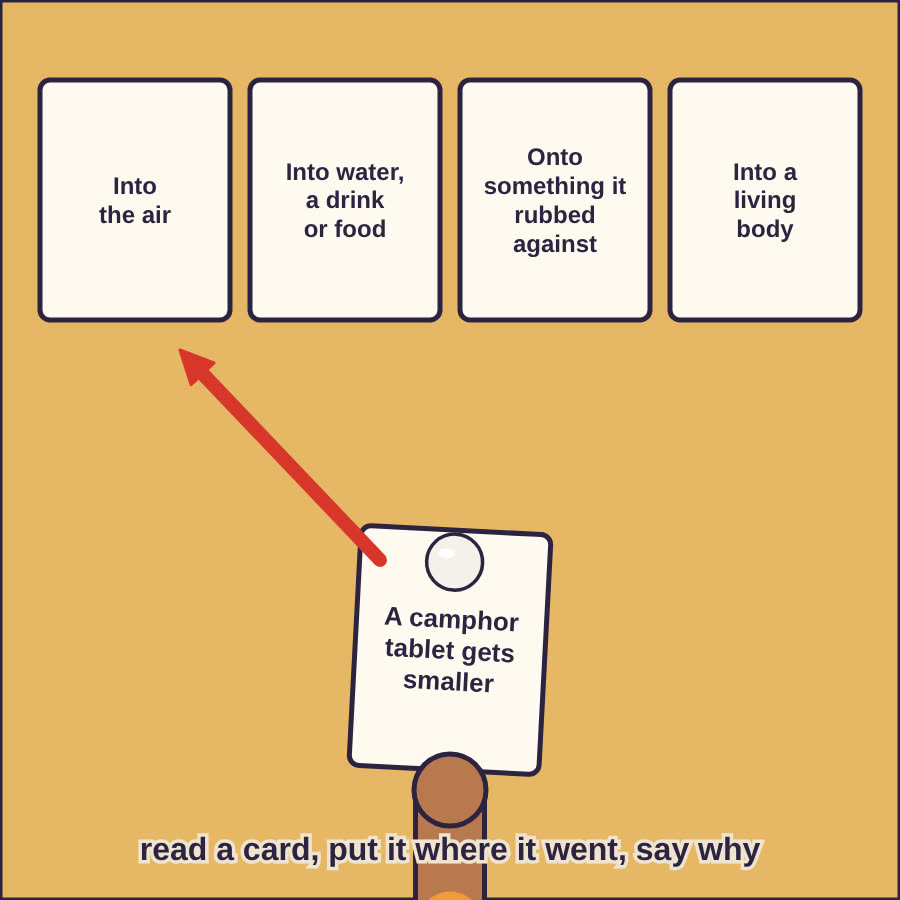 Into
the air
Into water,
a drink
or food
Onto
something it
rubbed
against
Into a
living
body
A camphor
tablet gets
smaller
read a card, put it where it went, say why